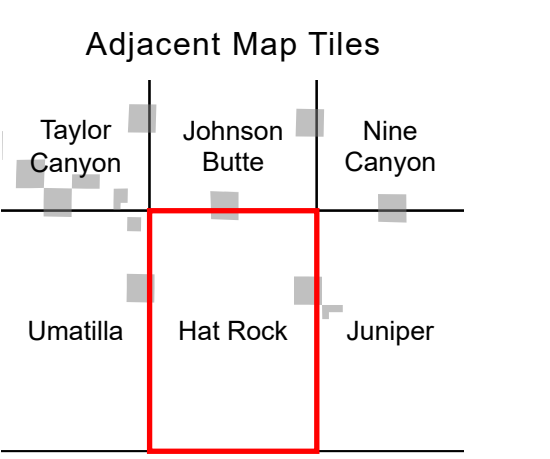 Adjacent Map Tiles
Taylor
Canyon
Johnson
Butte
Nine
Canyon
Umatilla
Hat Rock
Juniper